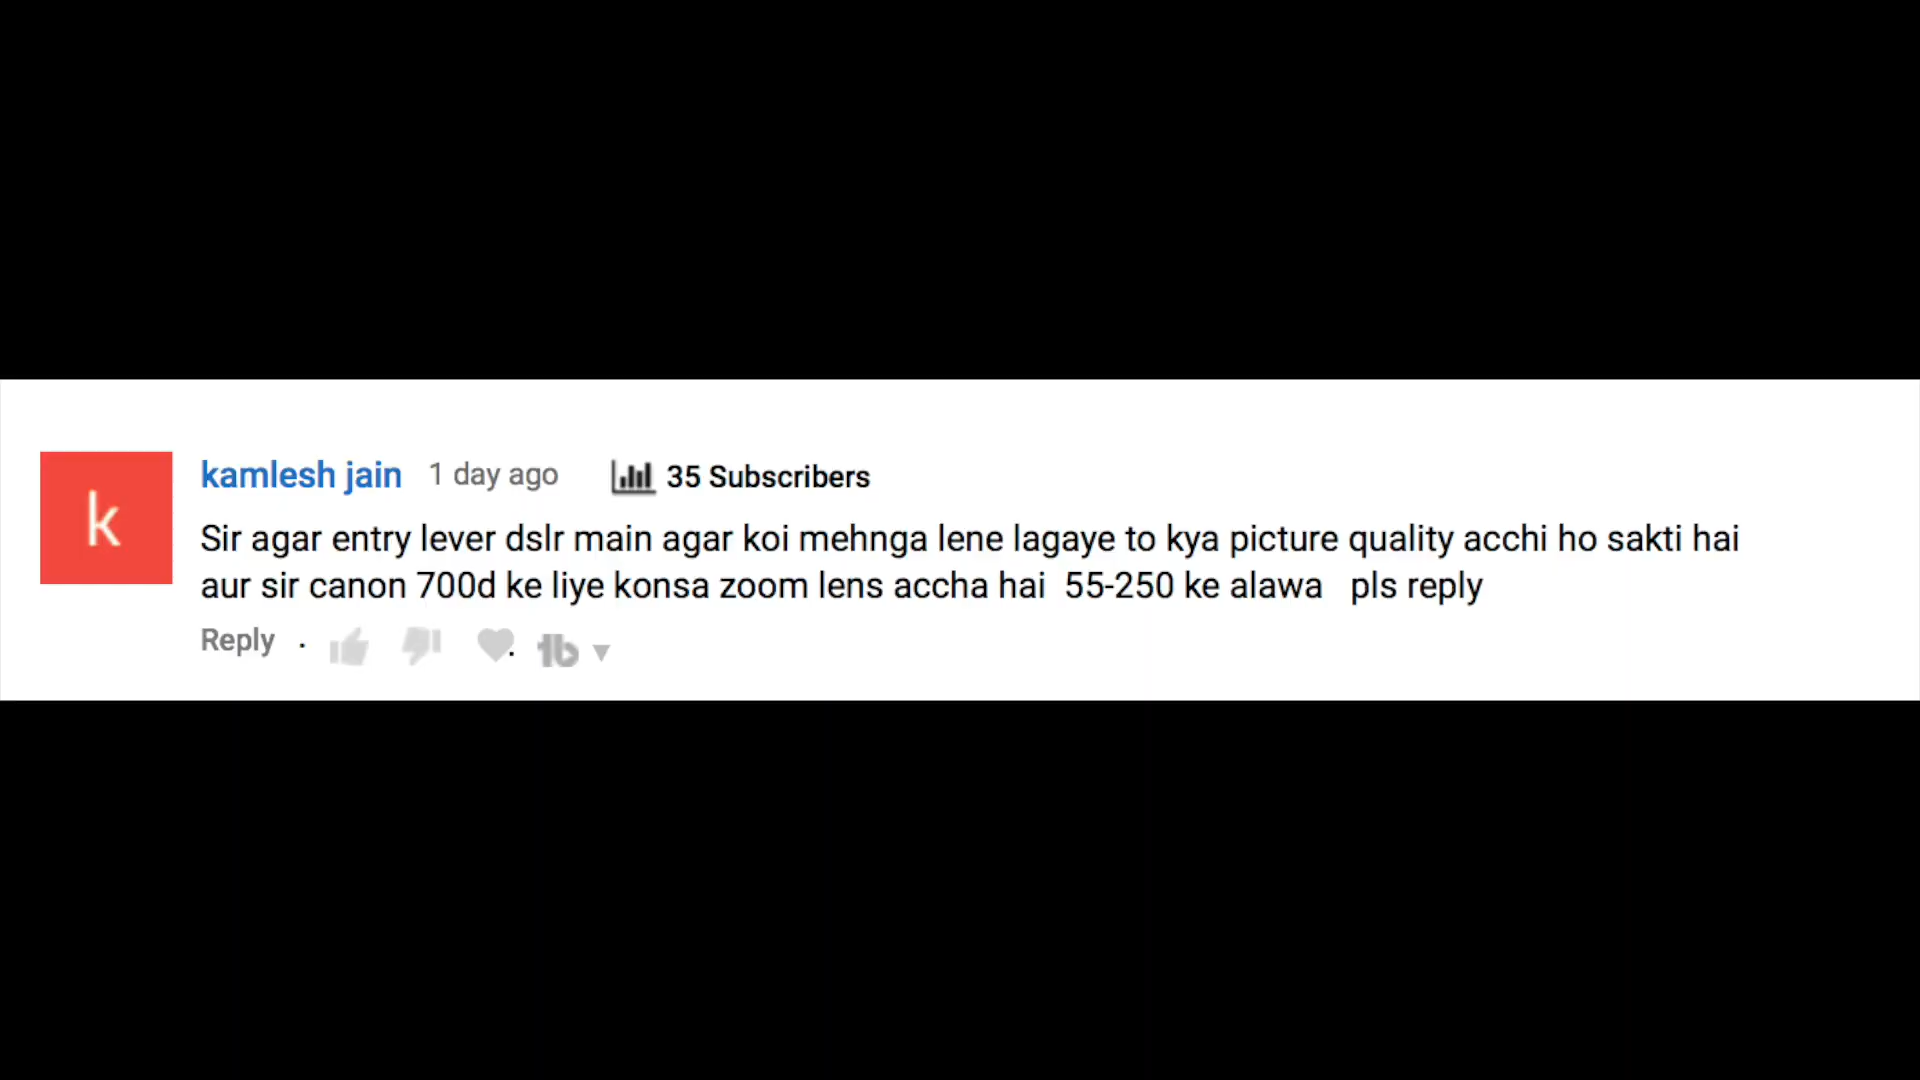 k
kamlesh jain 1 day ago 35 Subscribers
Sir agar entry lever dslr main agar koi mehnga lene lagaye to kya picture quality acchi ho sakti hai
aur sir canon 700d ke liye konsa zoom lens accha hai 55-250 ke alawa pls reply
Reply . . tb ▼